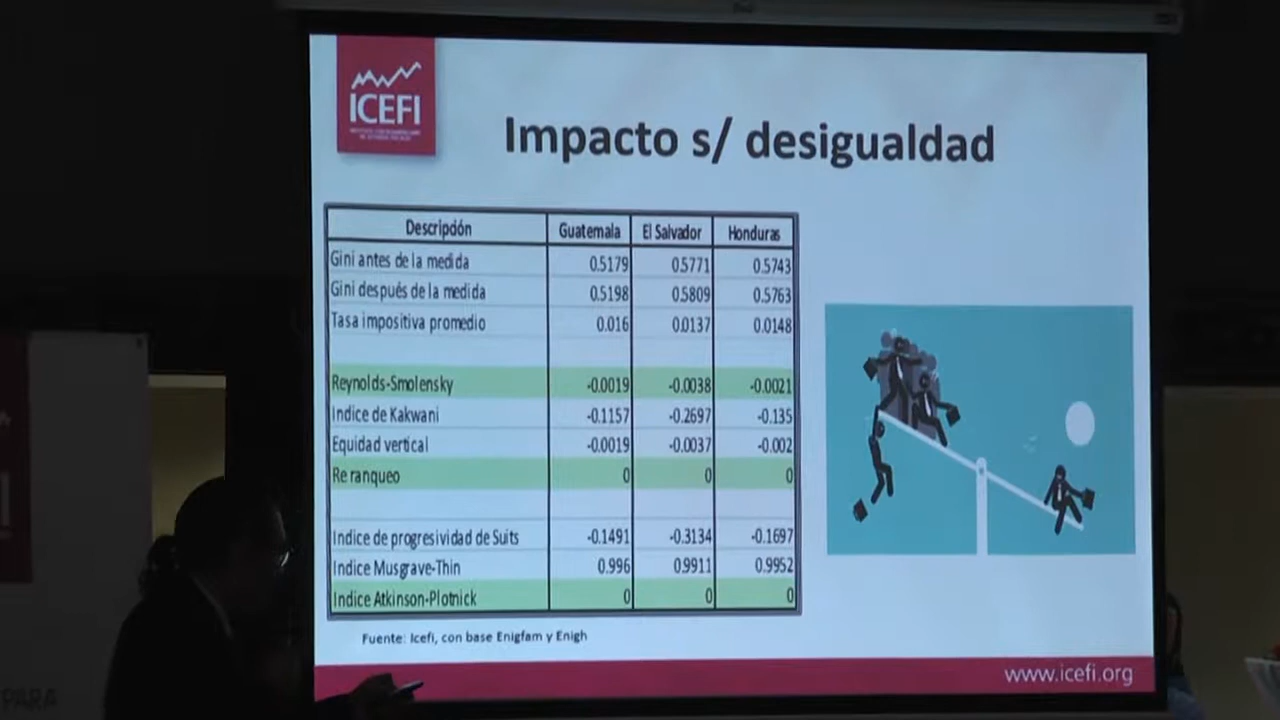 ICEFI
Impacto s/ desigualdad
Descripción Guatemala El Salvador Honduras
Gini antes de la medida 0.5179 0.5771 0.5743
Gini después de la medida 0.5198 0.5809 0.5763
Tasa impositiva promedio 0.016 0.0137 0.0148
Reynolds-Smolensky -0.0019 -0.0038 -0.0021
Indice de Kakwani -0.1157 -0.2697 -0.135
Equidad vertical -0.0019 -0.0037 -0.002
Re ranqueo 0 0 0
Indice de progresividad de Suits -0.1491 -0.3134 -0.1697
Indice Musgrave-Thin 0.996 0.9911 0.9952
Indice Atkinson-Plotnick 0 0 0
Fuente: Icefi, con base Enigfam y Enigh
www.icefi.org
PARA